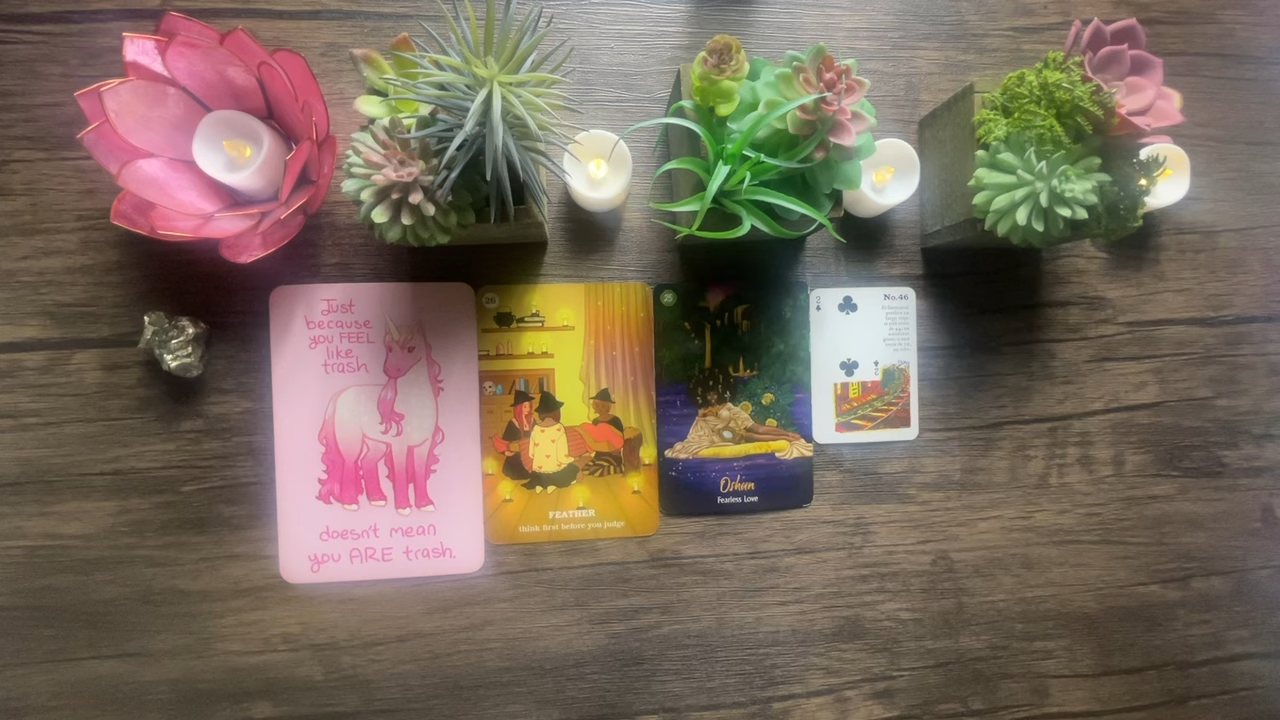 Just
because
you FEEL
like
trash
doesn't mean
you ARE trash.
26
FEATHER
think first before you judge
25
Oshun
Fearless Love
2
No.46
2